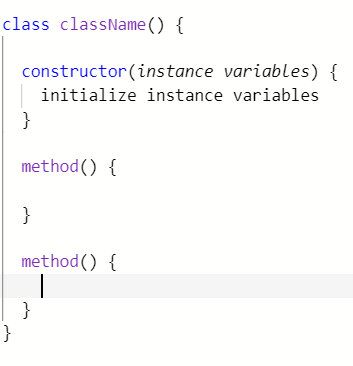 class className() {
constructor(instance variables) {
initialize instance variables
}
method() {
}
method() {
}
}